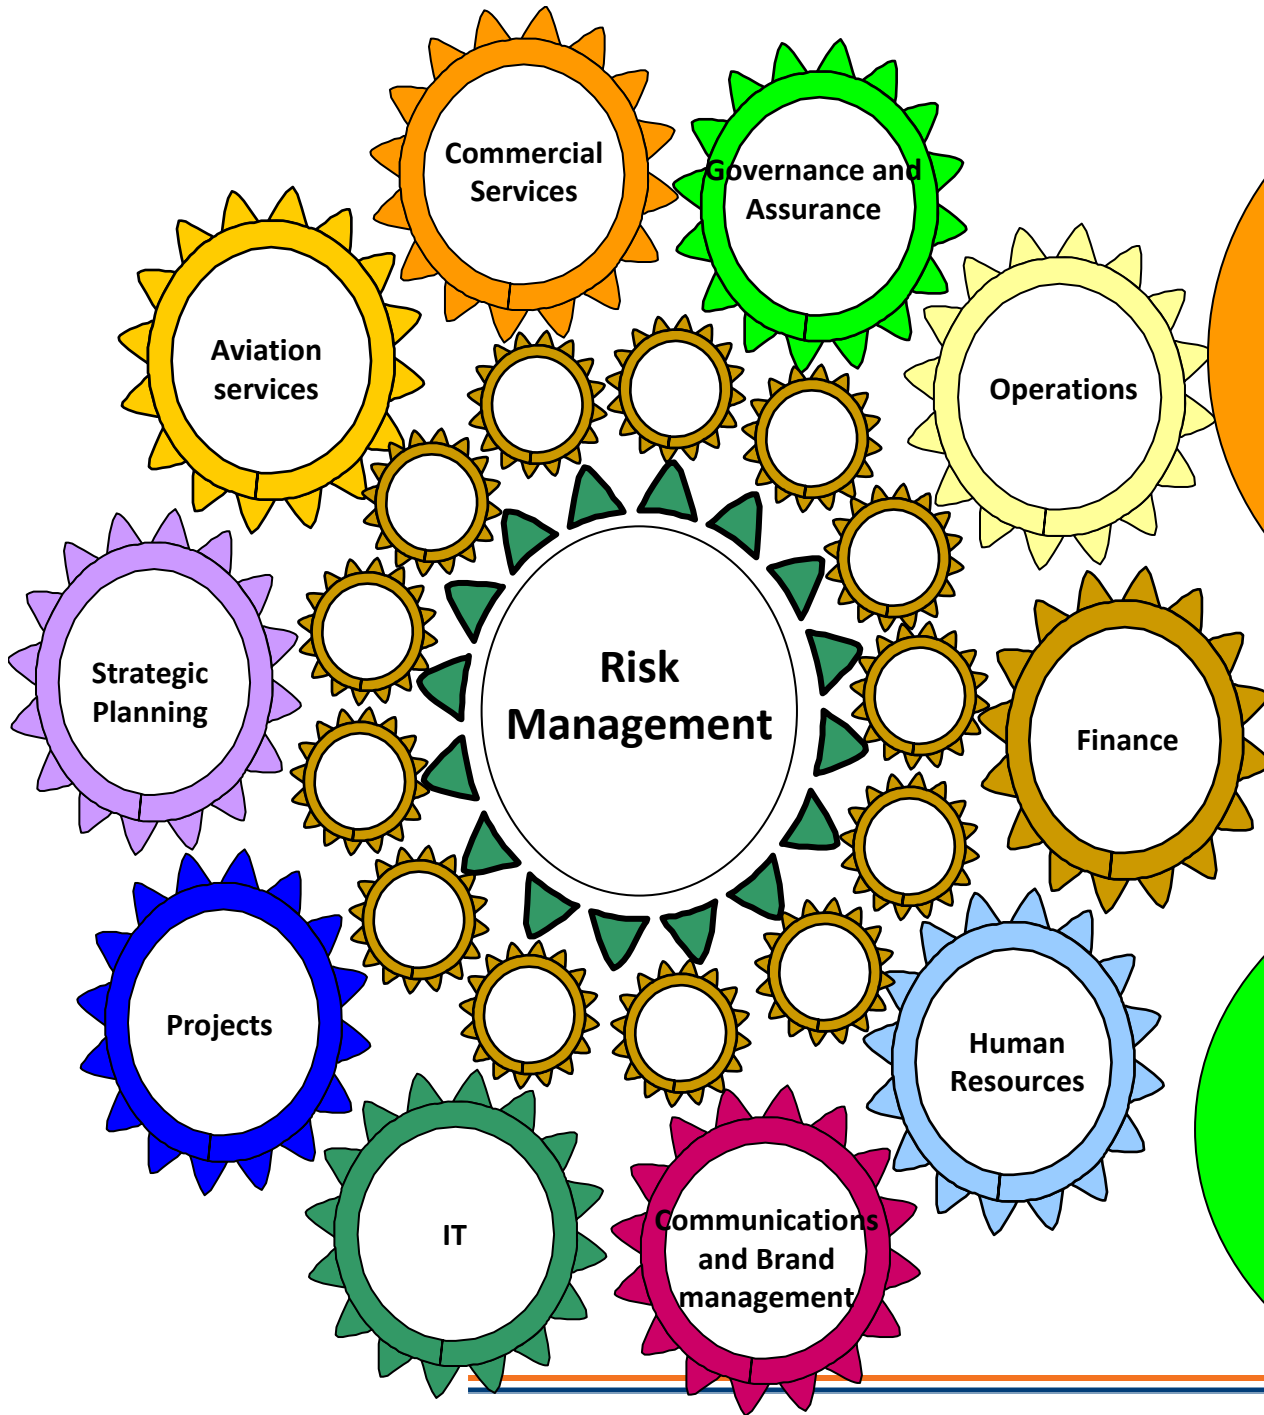 Commercial
Services
Governance and
Assurance
Aviation
services
Operations
Strategic
Planning
Risk
Management
Finance
Projects
Human
Resources
IT
Communications
and Brand
management